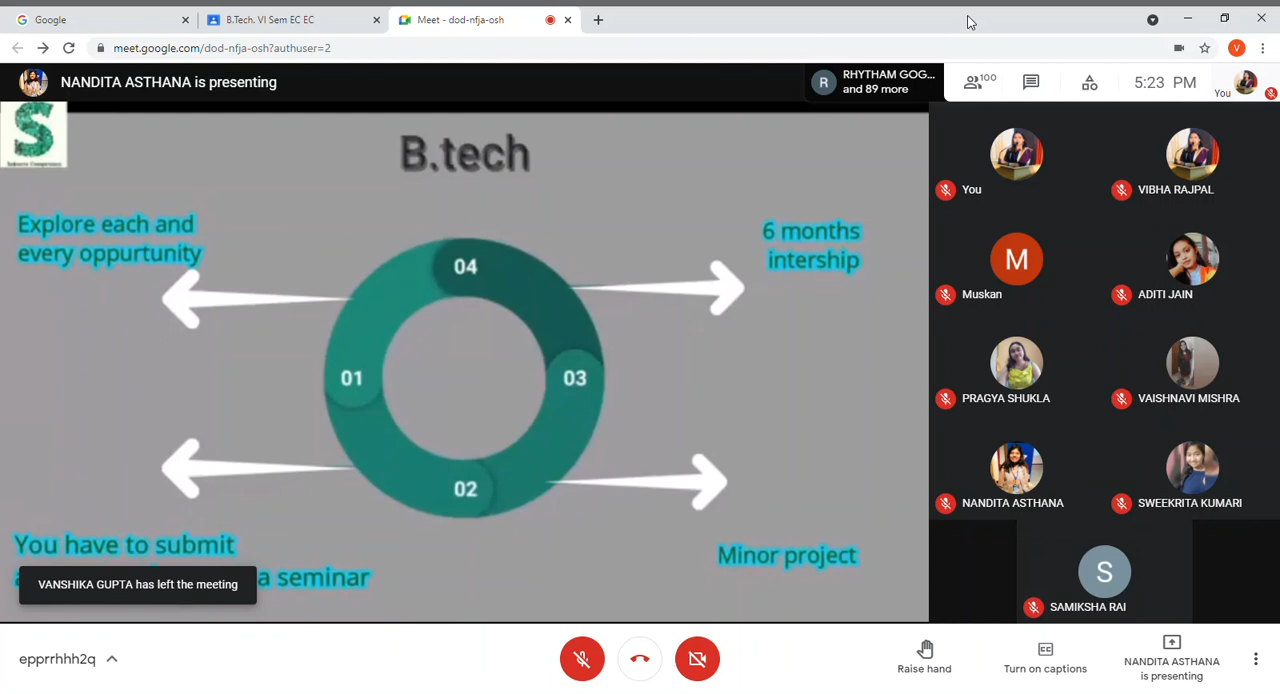 Google
B.Tech. VI Sem EC EC
Meet - dod-nfja-osh
meet.google.com/dod-nfja-osh?authuser=2
V
NANDITA ASTHANA is presenting
R
RHYTHAM GOG...
and 89 more
100
5:23 PM
You
S
B.tech
Explore each and
every oppurtunity
6 months
intership
04
01
03
02
You have to submit
a seminar
Minor project
VANSHIKA GUPTA has left the meeting
You
VIBHA RAJPAL
M
Muskan
ADITI JAIN
PRAGYA SHUKLA
VAISHNAVI MISHRA
NANDITA ASTHANA
SWEEKRITA KUMARI
S
SAMIKSHA RAI
epprrhhh2q
Raise hand
Turn on captions
NANDITA ASTHANA
is presenting